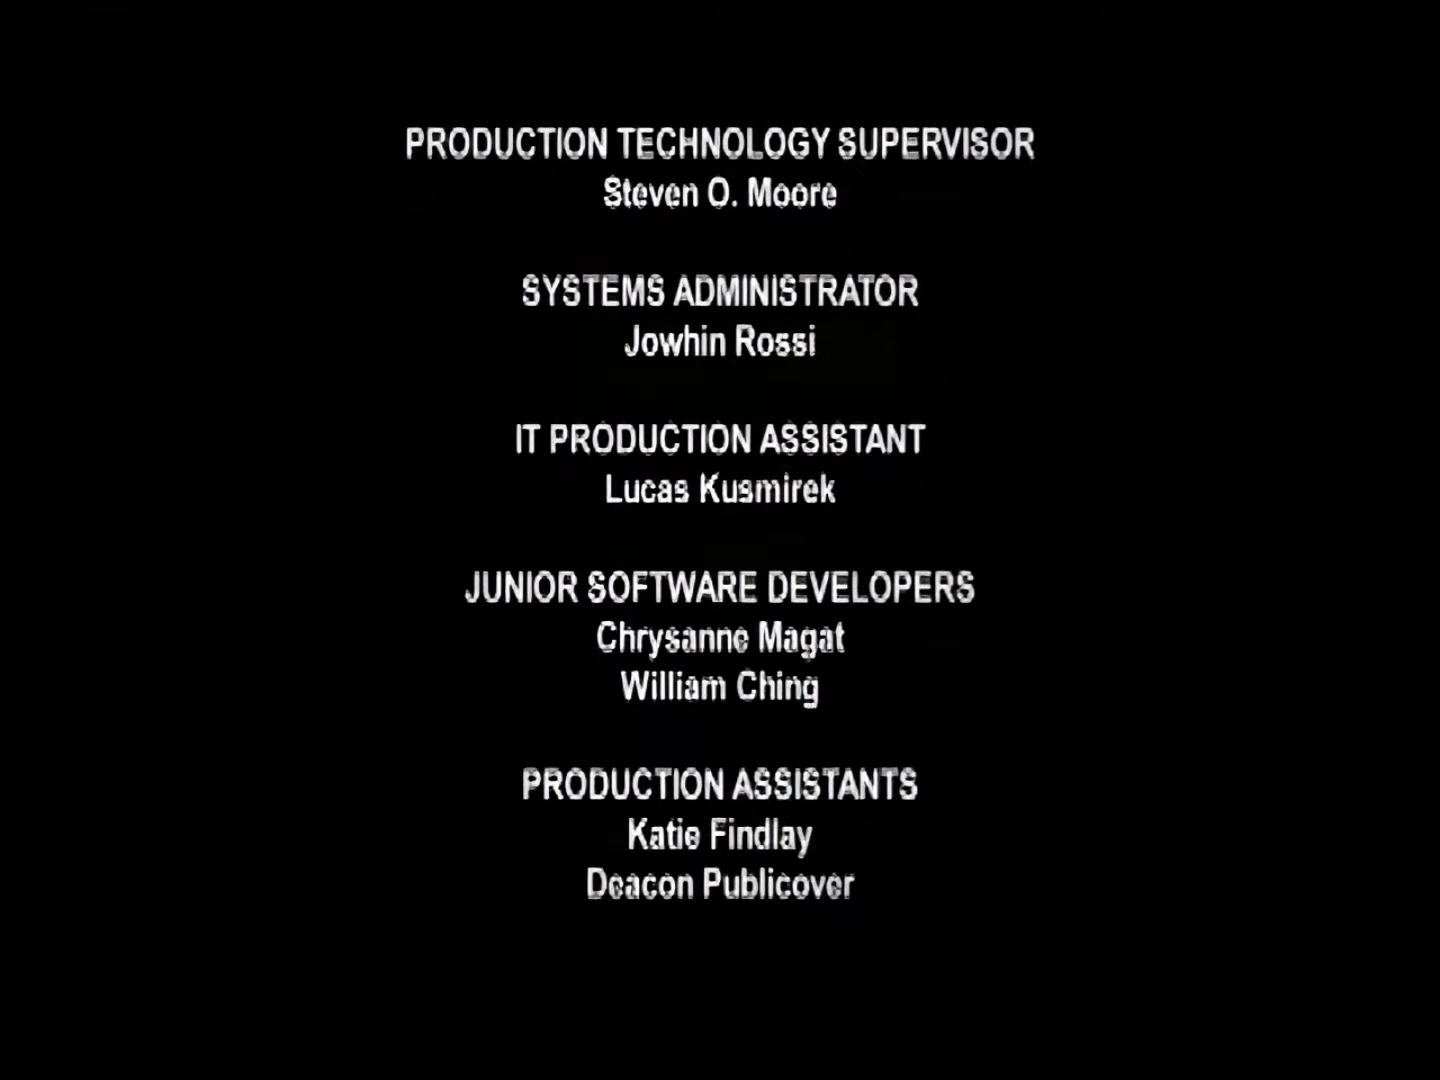 PRODUCTION TECHNOLOGY SUPERVISOR
Steven O. Moore
SYSTEMS ADMINISTRATOR
Jowhin Rossi
IT PRODUCTION ASSISTANT
Lucas Kusmirek
JUNIOR SOFTWARE DEVELOPERS
Chrysanne Magat
William Ching
PRODUCTION ASSISTANTS
Katie Findlay
Deacon Publicover